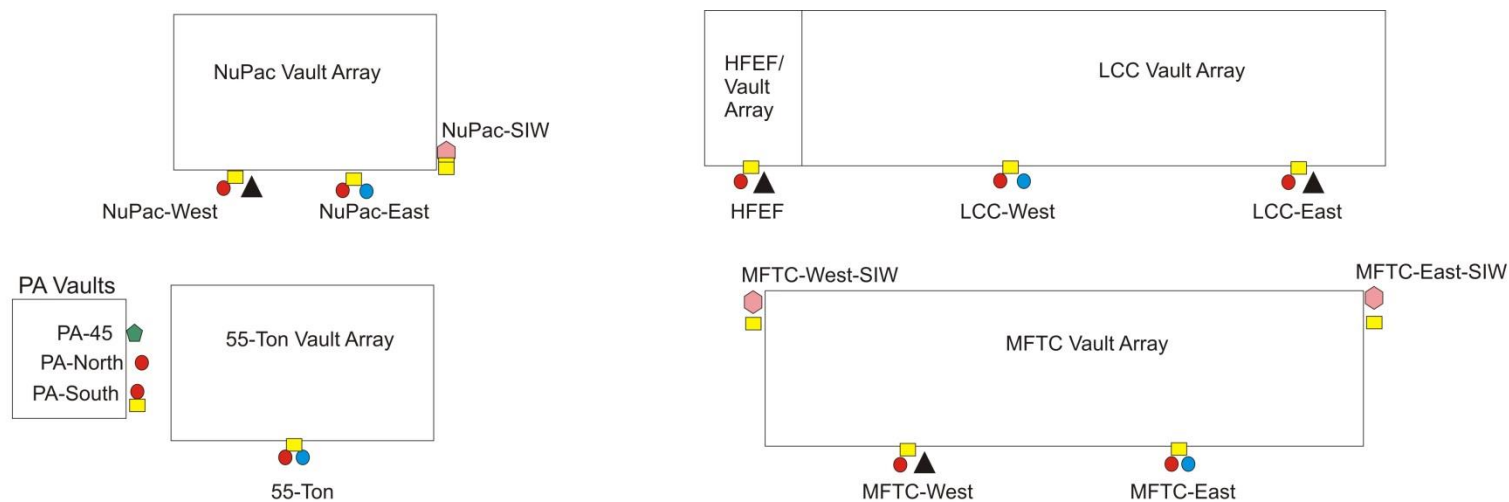 NuPac Vault Array
NuPac-SIW
NuPac-West
NuPac-East
HFEF/
Vault
Array
LCC Vault Array
HFEF
LCC-West
LCC-East
PA Vaults
PA-45
PA-North
PA-South
55-Ton Vault Array
55-Ton
MFTC-West-SIW
MFTC-East-SIW
MFTC Vault Array
MFTC-West
MFTC-East